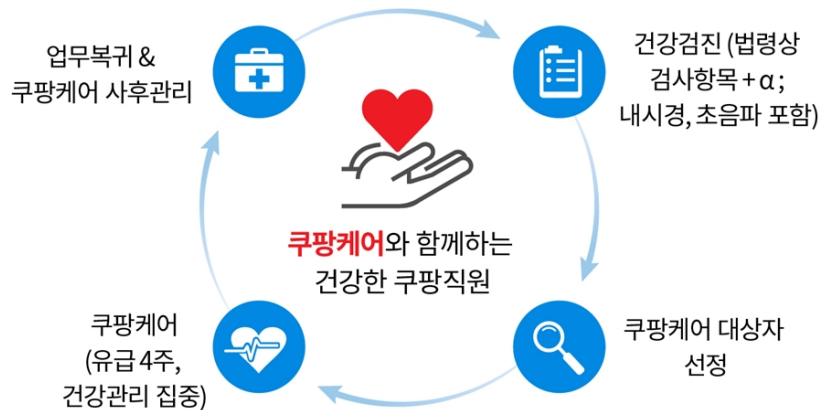 업무복귀 &
쿠팡케어 사후관리
건강검진 (법령상
검사항목 + α ;
내시경, 초음파 포함)
쿠팡케어와 함께하는
건강한 쿠팡직원
쿠팡케어
(유급 4주,
건강관리 집중)
쿠팡케어 대상자
선정